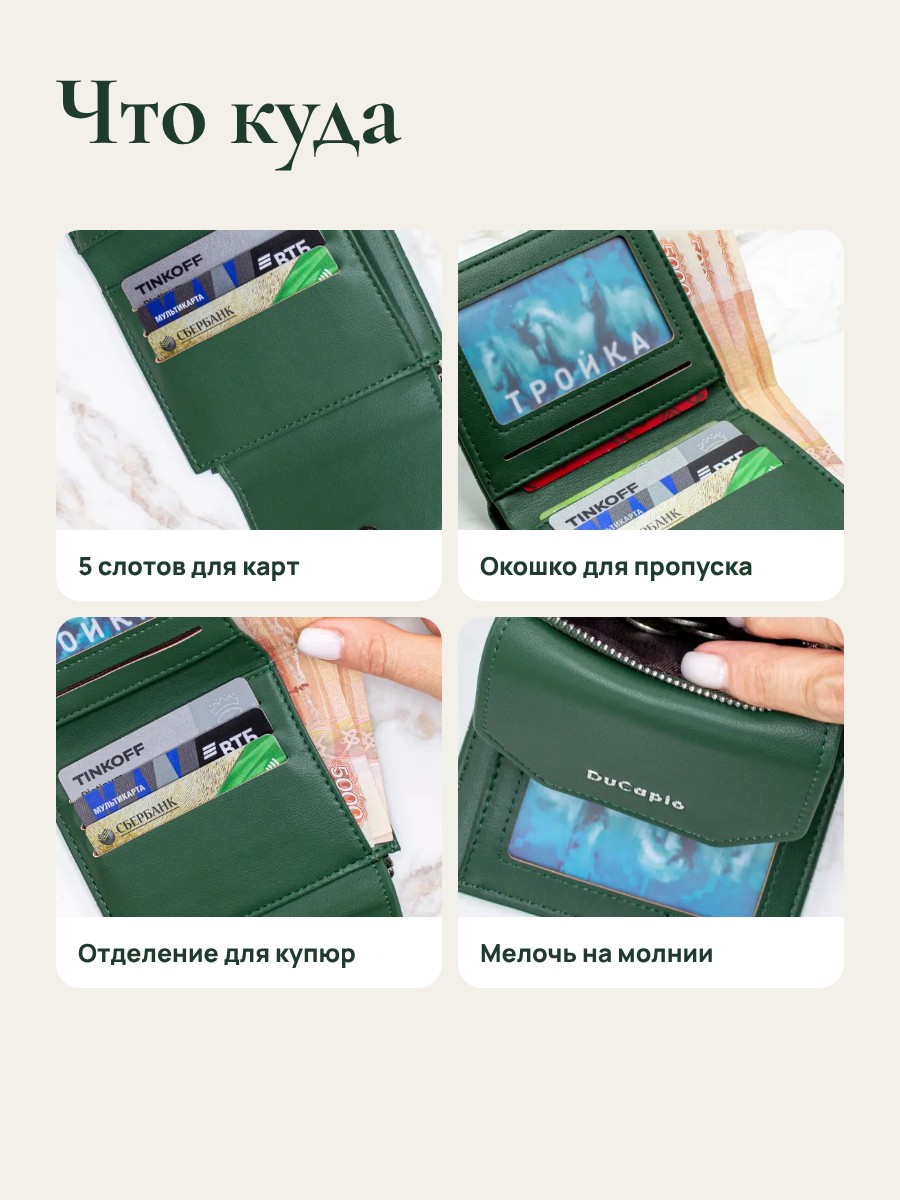 Что куда
TINKOFF
ВТБ
МУЛЬТИКАРТА
СБЕРБАНК
5 слотов для карт
ТРОЙКА
TINKOFF
ВТБ
МУЛЬТИКАРТА
Окошко для пропуска
TINKOFF
ВТБ
МУЛЬТИКАРТА
СБЕРБАНК
5000
Отделение для купюр
DuCapio
Мелочь на молнии